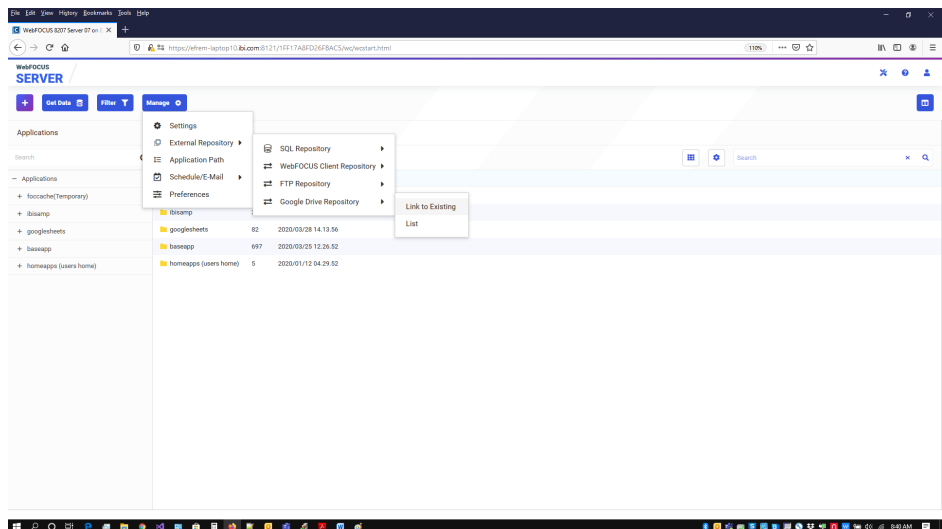 File Edit View History Bookmarks Tools Help
WebFOCUS 8207 Server 07 on
https://efrem-laptop10.ibi.com:8121/1FF17A8FD26FBAC5/wc/wcstart.html
110%
WebFOCUS
SERVER
Get Data
Filter
Manage
Settings
External Repository
Application Path
Schedule/E-Mail
Preferences
SQL Repository
WebFOCUS Client Repository
FTP Repository
Google Drive Repository
Link to Existing
List
Applications
Search
Search
Applications
foccache(Temporary)
ibisamp
googlesheets
baseapp
homeapps (users home)
ibisamp
googlesheets 82 2020/03/28 14.13.56
baseapp 697 2020/03/25 12.26.52
homeapps (users home) 5 2020/01/12 04.29.52
8:40 AM